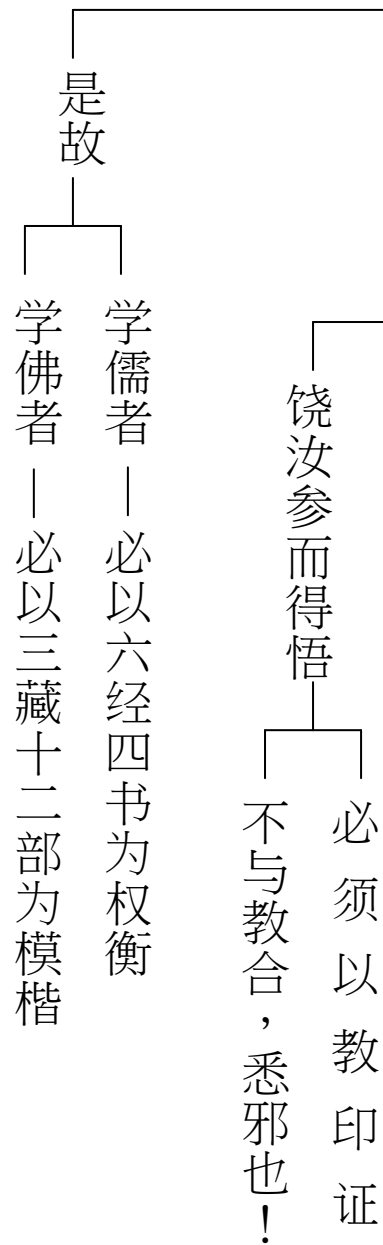 饶汝参而得悟
必须以教印证
不与教合，悉邪也！
是故
学儒者 — 必以六经四书为权衡
学佛者 — 必以三藏十二部为模楷